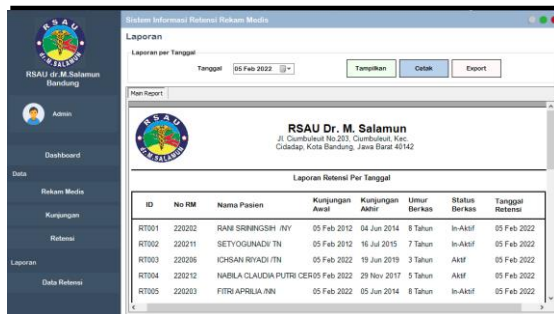 Sistem Informasi Retensi Rekam Medis
RSAU
dr.M.SALAMUN
RSAU dr.M.Salamun
Bandung
Admin
Dashboard
Data
Rekam Medis
Kunjungan
Retensi
Laporan
Data Retensi
Laporan
Laporan per Tanggal
Tanggal 05 Feb 2022 Tampilkan Cetak Export
Main Report
RSAU
dr.M.SALAMUN
RSAU Dr. M. Salamun
Jl. Ciumbuleuit No.203, Ciumbuleuit, Kec.
Cidadap, Kota Bandung, Jawa Barat 40142
Laporan Retensi Per Tanggal
ID No RM Nama Pasien Kunjungan Awal Kunjungan Akhir Umur Berkas Status Berkas Tanggal Retensi
RT001 220202 RANI SRININGSIH /NY 05 Feb 2012 04 Jun 2014 8 Tahun In-Aktif 05 Feb 2022
RT002 220211 SETYOGUNADI/ TN 05 Feb 2012 16 Jul 2015 7 Tahun In-Aktif 05 Feb 2022
RT003 220206 ICHSAN RIYADI /TN 05 Feb 2022 19 Jun 2019 3 Tahun Aktif 05 Feb 2022
RT004 220212 NABILA CLAUDIA PUTRI CER 05 Feb 2022 29 Nov 2017 5 Tahun Aktif 05 Feb 2022
RT005 220203 FITRI APRILIA /NN 05 Feb 2022 05 Jun 2014 8 Tahun In-Aktif 05 Feb 2022